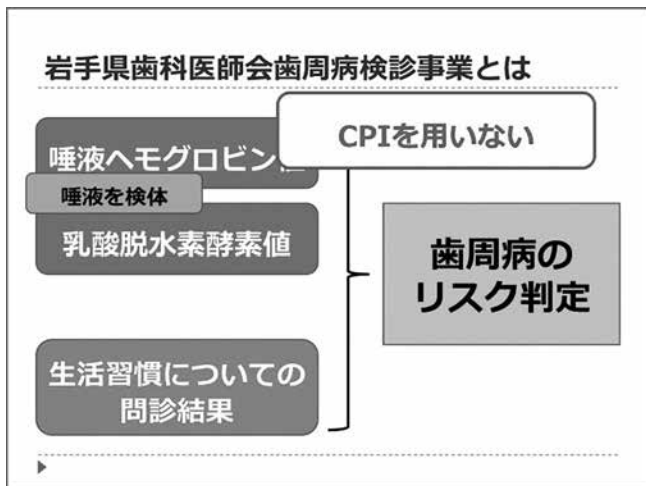 岩手県歯科医師会歯周病検診事業とは
CPIを用いない
唾液ヘモグロビン
唾液を検体
乳酸脱水素酵素値
歯周病の
リスク判定
生活習慣についての
問診結果